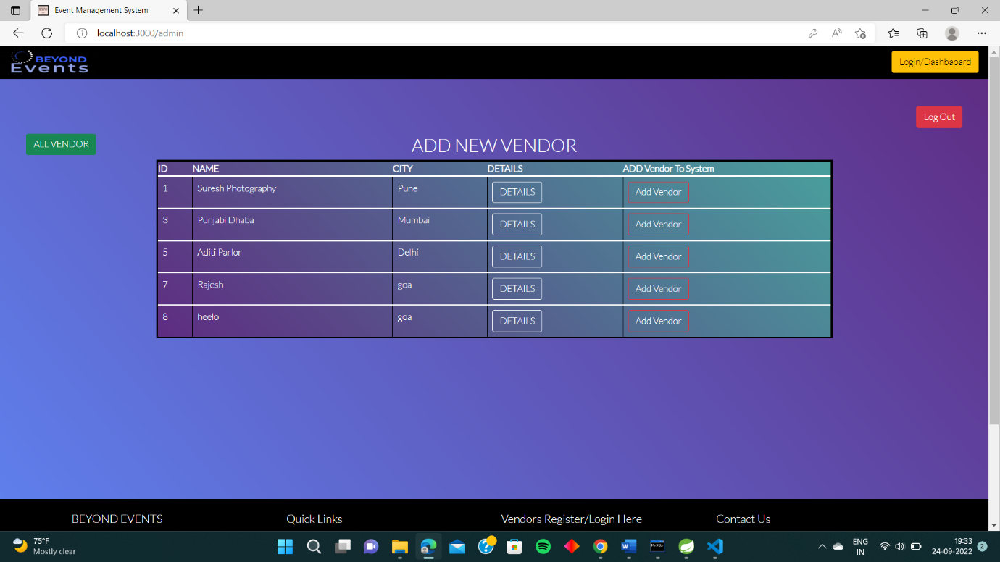 Event Management System
localhost:3000/admin
BEYOND
Events
Login/Dashbaoard
Log Out
ALL VENDOR
ADD NEW VENDOR
ID NAME CITY DETAILS ADD Vendor To System
1 Suresh Photography Pune DETAILS Add Vendor
3 Punjabi Dhaba Mumbai DETAILS Add Vendor
5 Aditi Parlor Delhi DETAILS Add Vendor
7 Rajesh goa DETAILS Add Vendor
8 heelo goa DETAILS Add Vendor
BEYOND EVENTS Quick Links Vendors Register/Login Here Contact Us
75°F
Mostly clear
ENG
IN
19:33
24-09-2022
2